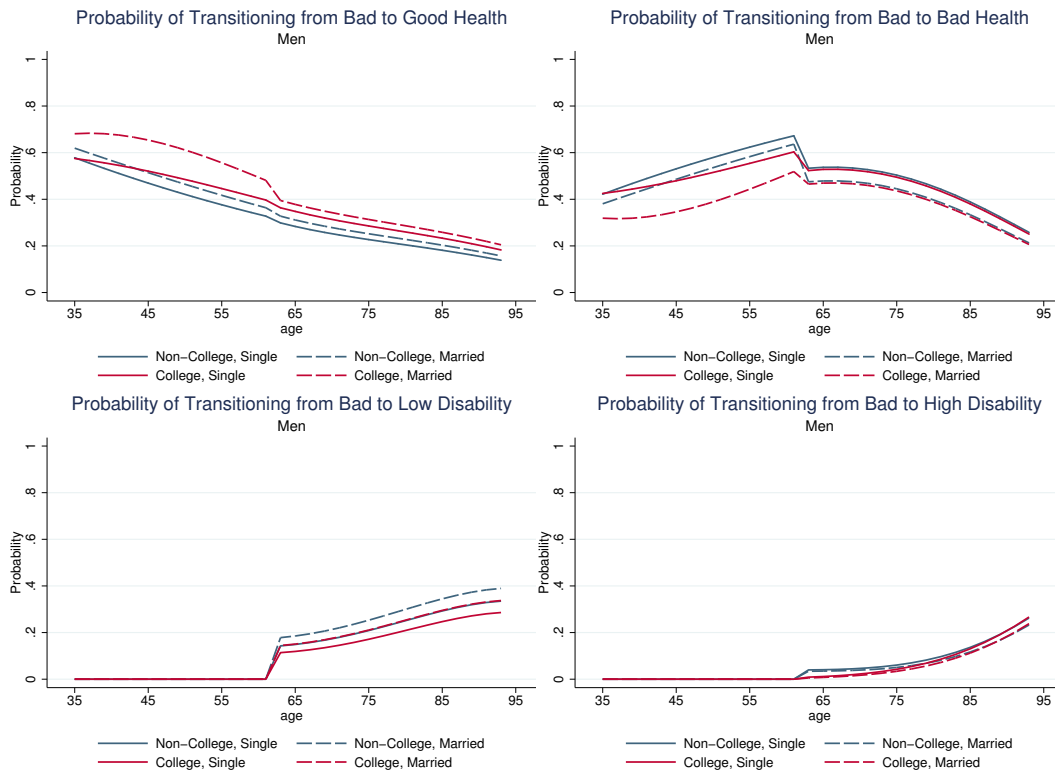 Probability of Transitioning from Bad to Good Health
Men
Probability
0 .2 .4 .6 .8 1
35 45 55 65 75 85 95
age
Non−College, Single Non−College, Married
College, Single College, Married
Probability of Transitioning from Bad to Bad Health
Men
Probability
0 .2 .4 .6 .8 1
35 45 55 65 75 85 95
age
Non−College, Single Non−College, Married
College, Single College, Married
Probability of Transitioning from Bad to Low Disability
Men
Probability
0 .2 .4 .6 .8 1
35 45 55 65 75 85 95
age
Non−College, Single Non−College, Married
College, Single College, Married
Probability of Transitioning from Bad to High Disability
Men
Probability
0 .2 .4 .6 .8 1
35 45 55 65 75 85 95
age
Non−College, Single Non−College, Married
College, Single College, Married